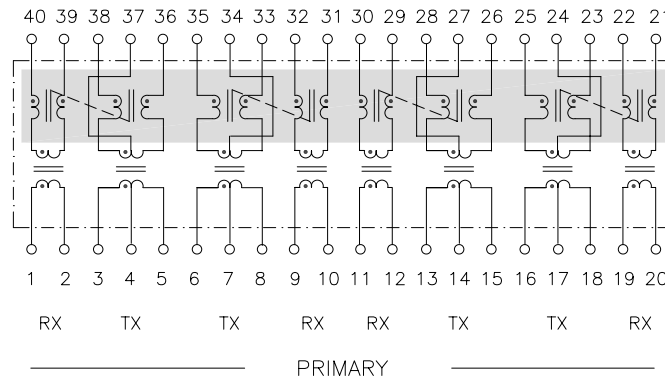 40 39 38 37 36 35 34 33 32 31 30 29 28 27 26 25 24 23 22 21
1 2 3 4 5 6 7 8 9 10 11 12 13 14 15 16 17 18 19 20
RX TX TX RX RX TX TX RX
PRIMARY